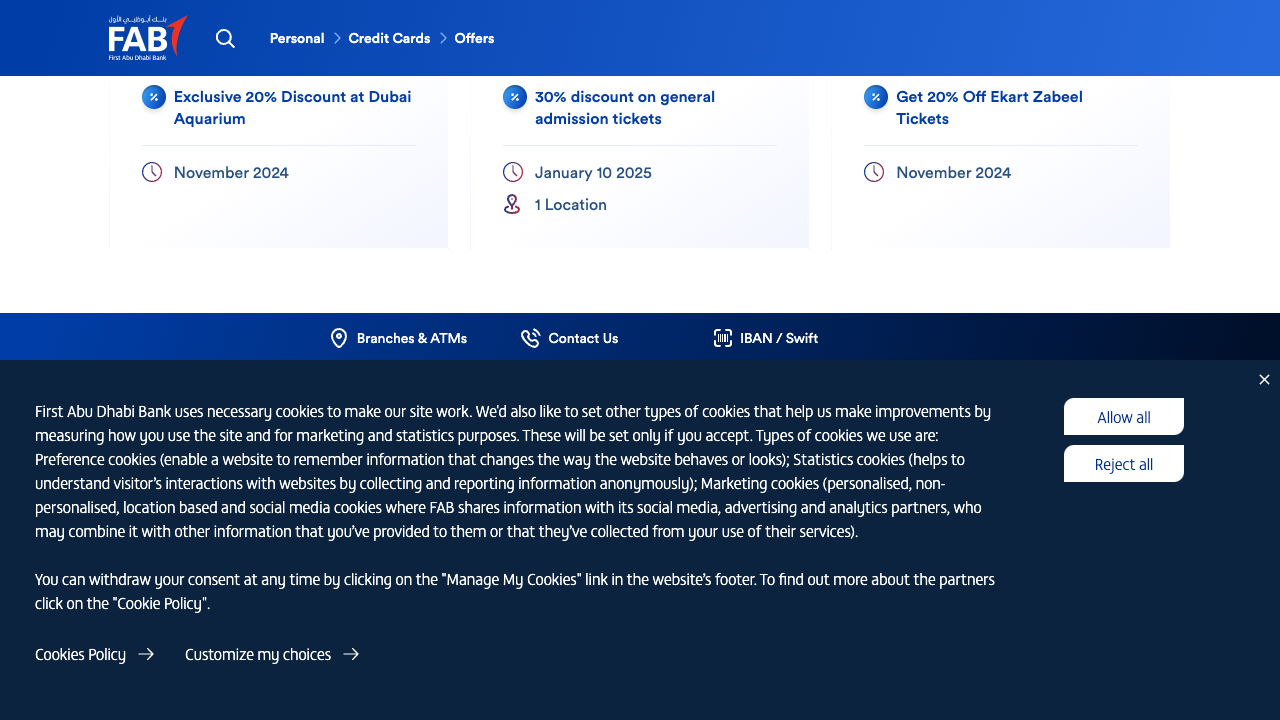 بنك أبوظبي الأول
FAB
First Abu Dhabi Bank
Personal
Credit Cards
Offers
Exclusive 20% Discount at Dubai
Aquarium
November 2024
30% discount on general
admission tickets
January 10 2025
1 Location
Get 20% Off Ekart Zabeel
Tickets
November 2024
Branches & ATMs
Contact Us
IBAN / Swift
First Abu Dhabi Bank uses necessary cookies to make our site work. We'd also like to set other types of cookies that help us make improvements by
measuring how you use the site and for marketing and statistics purposes. These will be set only if you accept. Types of cookies we use are:
Preference cookies (enable a website to remember information that changes the way the website behaves or looks); Statistics cookies (helps to
understand visitor's interactions with websites by collecting and reporting information anonymously); Marketing cookies (personalised, non-
personalised, location based and social media cookies where FAB shares information with its social media, advertising and analytics partners, who
may combine it with other information that you've provided to them or that they've collected from your use of their services).
You can withdraw your consent at any time by clicking on the "Manage My Cookies" link in the website's footer. To find out more about the partners
click on the "Cookie Policy".
Cookies Policy
Customize my choices
Allow all
Reject all